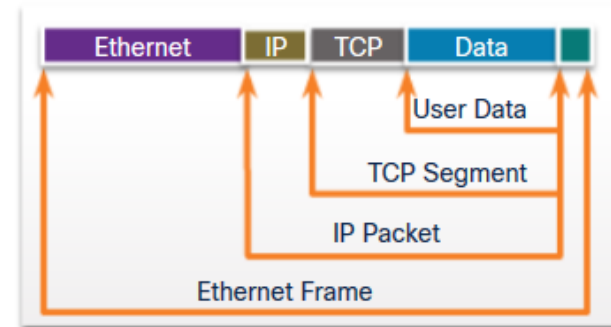 Ethernet IP TCP Data
User Data
TCP Segment
IP Packet
Ethernet Frame